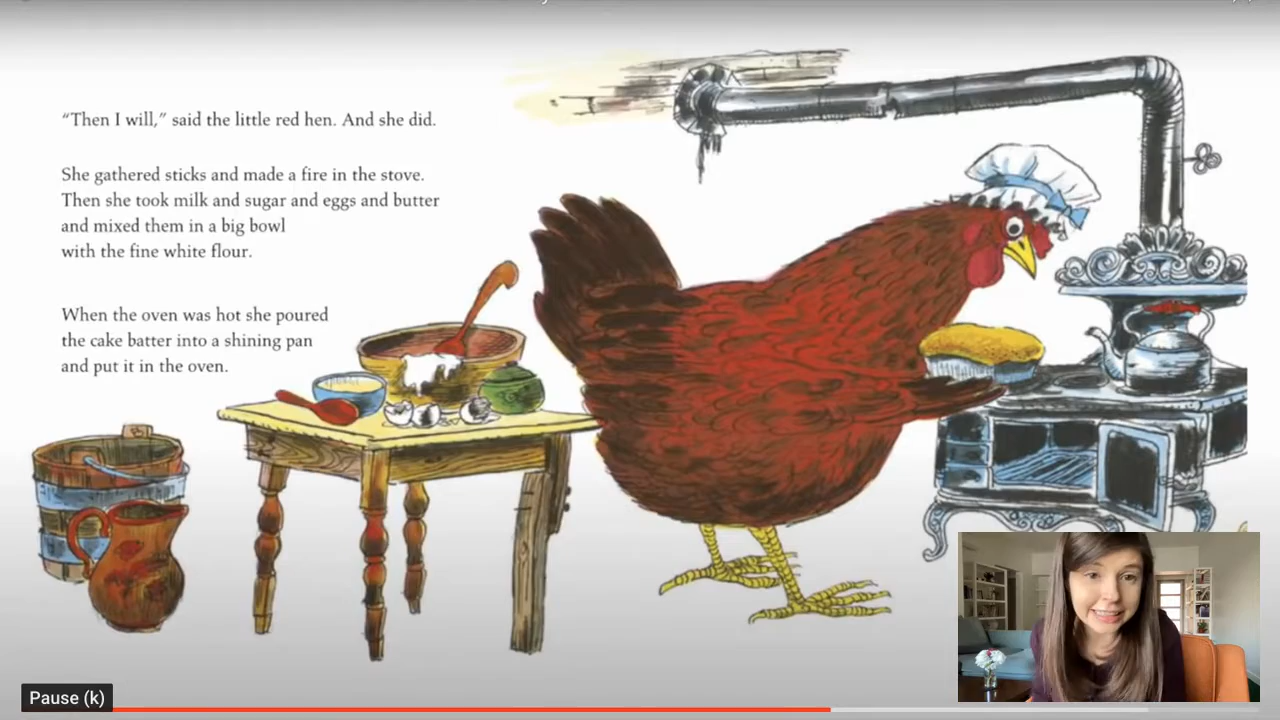 “Then I will,” said the little red hen. And she did.
She gathered sticks and made a fire in the stove.
Then she took milk and sugar and eggs and butter
and mixed them in a big bowl
with the fine white flour.
When the oven was hot she poured
the cake batter into a shining pan
and put it in the oven.
Pause (k)